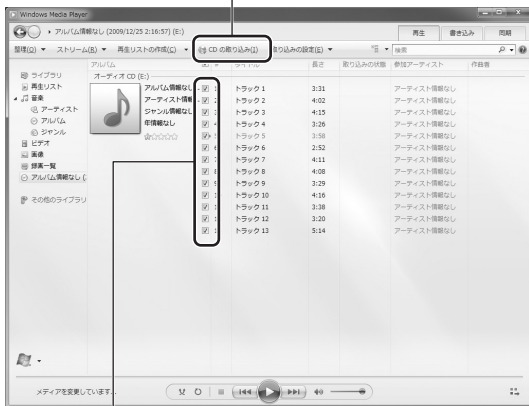 Windows Media Player
アルバム情報なし (2009/12/25 2:16:57) (E:)
再生 書き込み 同期
整理(O) ストリーム(R) 再生リストの作成(C) CD の取り込み(I) 取り込みの設定(E) 検索
アルバム タイトル 長さ 取り込みの状態 参加アーティスト 作曲者
ライブラリ
再生リスト
音楽
アーティスト
アルバム
ジャンル
ビデオ
画像
録画一覧
アルバム情報なし (
その他のライブラリ
オーディオ CD (E:)
アルバム情報なし
アーティスト情報
ジャンル情報なし
年情報なし
トラック 1 3:31 アーティスト情報なし
トラック 2 4:02 アーティスト情報なし
トラック 3 4:15 アーティスト情報なし
トラック 4 3:26 アーティスト情報なし
トラック 5 3:58 アーティスト情報なし
トラック 6 2:52 アーティスト情報なし
トラック 7 4:11 アーティスト情報なし
トラック 8 4:08 アーティスト情報なし
トラック 9 3:29 アーティスト情報なし
トラック 10 4:16 アーティスト情報なし
トラック 11 3:38 アーティスト情報なし
トラック 12 3:20 アーティスト情報なし
トラック 13 5:14 アーティスト情報なし
メディアを変更しています...